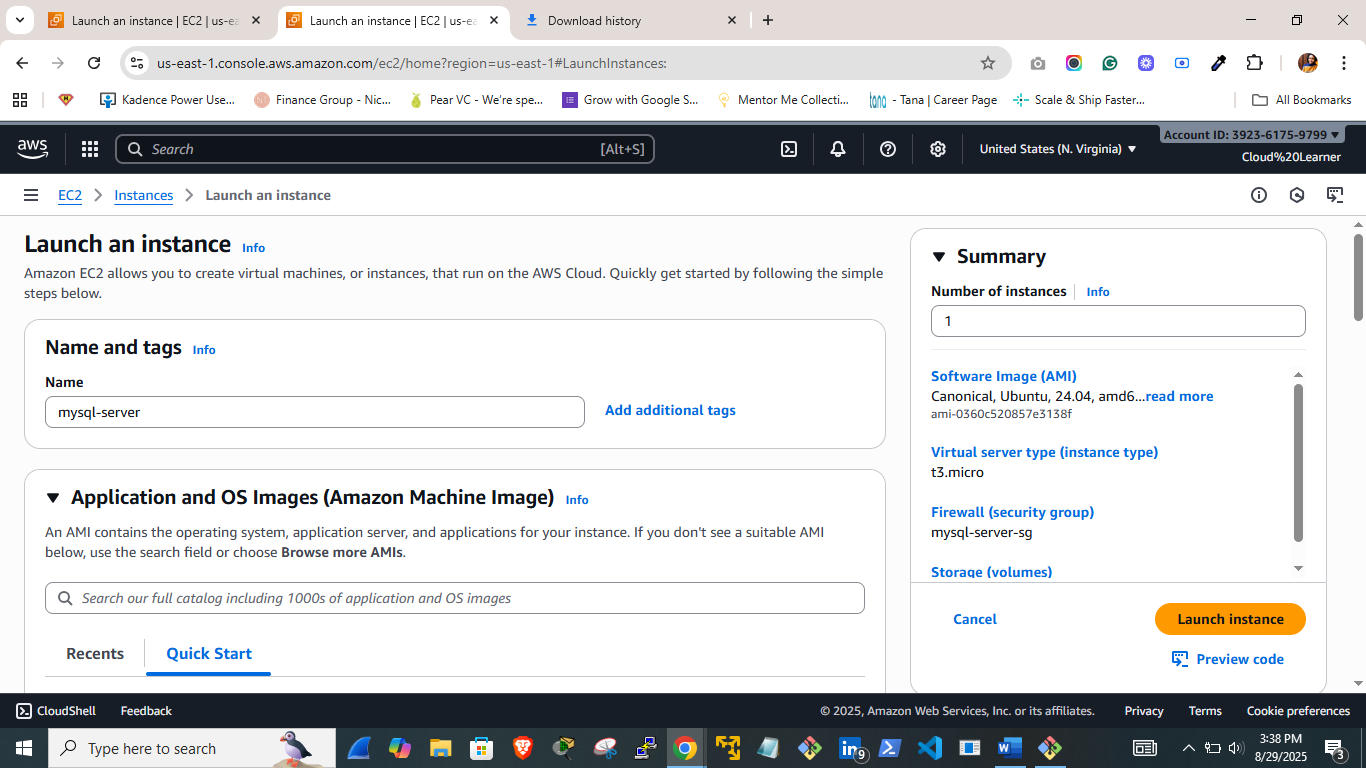 Launch an instance | EC2 | us-ea
Launch an instance | EC2 | us-ea
Download history
us-east-1.console.aws.amazon.com/ec2/home?region=us-east-1#LaunchInstances:
Kadence Power Use...
Finance Group - Nic...
Pear VC - We're spe...
Grow with Google S...
Mentor Me Collecti...
tana - Tana | Career Page
Scale & Ship Faster...
All Bookmarks
aws
Search
[Alt+S]
United States (N. Virginia)
Account ID: 3923-6175-9799
Cloud%20Learner
EC2
Instances
Launch an instance
Launch an instance Info
Amazon EC2 allows you to create virtual machines, or instances, that run on the AWS Cloud. Quickly get started by following the simple
steps below.
Name and tags Info
Name
mysql-server
Add additional tags
Application and OS Images (Amazon Machine Image) Info
An AMI contains the operating system, application server, and applications for your instance. If you don't see a suitable AMI
below, use the search field or choose Browse more AMIs.
Search our full catalog including 1000s of application and OS images
Recents
Quick Start
Summary
Number of instances Info
1
Software Image (AMI)
Canonical, Ubuntu, 24.04, amd6...read more
ami-0360c520857e3138f
Virtual server type (instance type)
t3.micro
Firewall (security group)
mysql-server-sg
Storage (volumes)
Cancel
Launch instance
Preview code
CloudShell
Feedback
© 2025, Amazon Web Services, Inc. or its affiliates.
Privacy
Terms
Cookie preferences
Type here to search
9
3:38 PM
8/29/2025
3